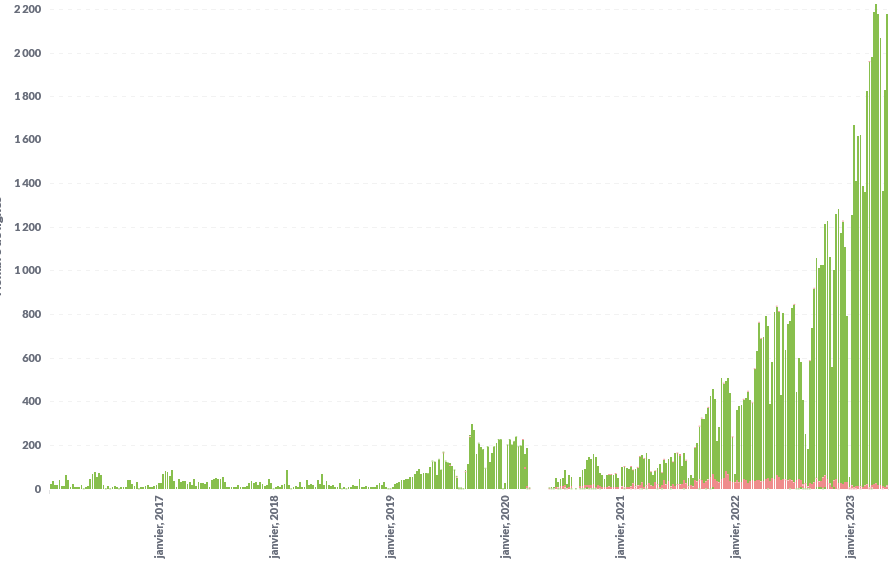 2 200
2 000
1 800
1 600
1 400
1 200
1 000
800
600
400
200
0
janvier, 2017
janvier, 2018
janvier, 2019
janvier, 2020
janvier, 2021
janvier, 2022
janvier, 2023